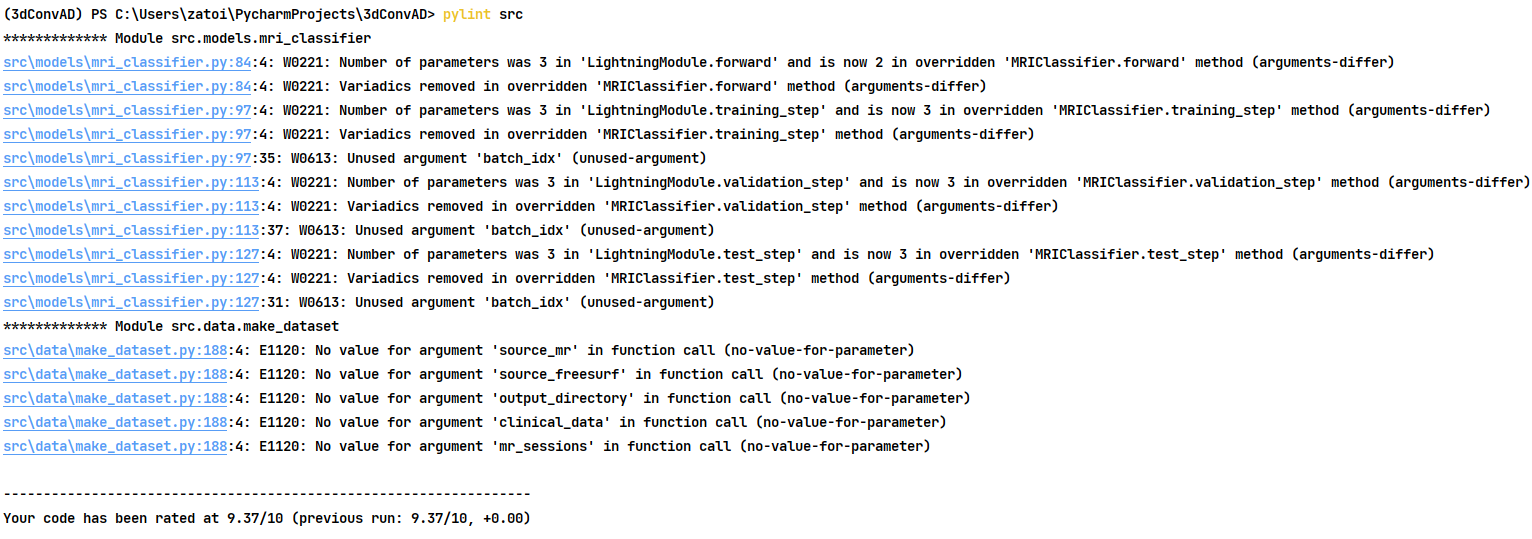 (3dConvAD) PS C:\Users\zatoi\PycharmProjects\3dConvAD> pylint src
************* Module src.models.mri_classifier
src\models\mri_classifier.py:84:4: W0221: Number of parameters was 3 in 'LightningModule.forward' and is now 2 in overridden 'MRIClassifier.forward' method (arguments-differ)
src\models\mri_classifier.py:84:4: W0221: Variadics removed in overridden 'MRIClassifier.forward' method (arguments-differ)
src\models\mri_classifier.py:97:4: W0221: Number of parameters was 3 in 'LightningModule.training_step' and is now 3 in overridden 'MRIClassifier.training_step' method (arguments-differ)
src\models\mri_classifier.py:97:4: W0221: Variadics removed in overridden 'MRIClassifier.training_step' method (arguments-differ)
src\models\mri_classifier.py:97:35: W0613: Unused argument 'batch_idx' (unused-argument)
src\models\mri_classifier.py:113:4: W0221: Number of parameters was 3 in 'LightningModule.validation_step' and is now 3 in overridden 'MRIClassifier.validation_step' method (arguments-differ)
src\models\mri_classifier.py:113:4: W0221: Variadics removed in overridden 'MRIClassifier.validation_step' method (arguments-differ)
src\models\mri_classifier.py:113:37: W0613: Unused argument 'batch_idx' (unused-argument)
src\models\mri_classifier.py:127:4: W0221: Number of parameters was 3 in 'LightningModule.test_step' and is now 3 in overridden 'MRIClassifier.test_step' method (arguments-differ)
src\models\mri_classifier.py:127:4: W0221: Variadics removed in overridden 'MRIClassifier.test_step' method (arguments-differ)
src\models\mri_classifier.py:127:31: W0613: Unused argument 'batch_idx' (unused-argument)
************* Module src.data.make_dataset
src\data\make_dataset.py:188:4: E1120: No value for argument 'source_mr' in function call (no-value-for-parameter)
src\data\make_dataset.py:188:4: E1120: No value for argument 'source_freesurf' in function call (no-value-for-parameter)
src\data\make_dataset.py:188:4: E1120: No value for argument 'output_directory' in function call (no-value-for-parameter)
src\data\make_dataset.py:188:4: E1120: No value for argument 'clinical_data' in function call (no-value-for-parameter)
src\data\make_dataset.py:188:4: E1120: No value for argument 'mr_sessions' in function call (no-value-for-parameter)
------------------------------------------------------------------
Your code has been rated at 9.37/10 (previous run: 9.37/10, +0.00)